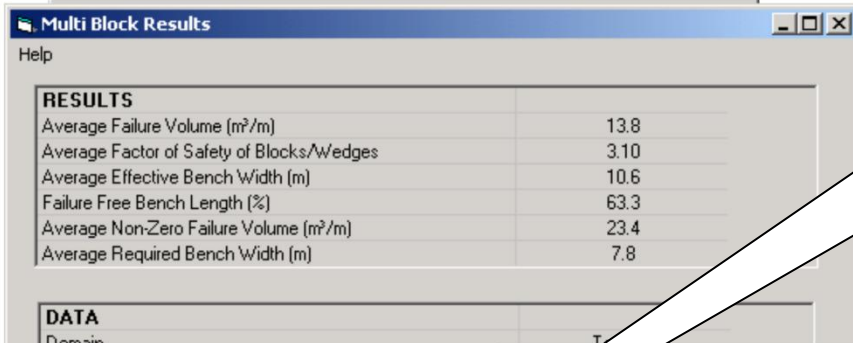 Multi Block Results
Help
RESULTS
Average Failure Volume (m³/m) 13.8
Average Factor of Safety of Blocks/Wedges 3.10
Average Effective Bench Width (m) 10.6
Failure Free Bench Length (%) 63.3
Average Non-Zero Failure Volume (m³/m) 23.4
Average Required Bench Width (m) 7.8
DATA
Domain